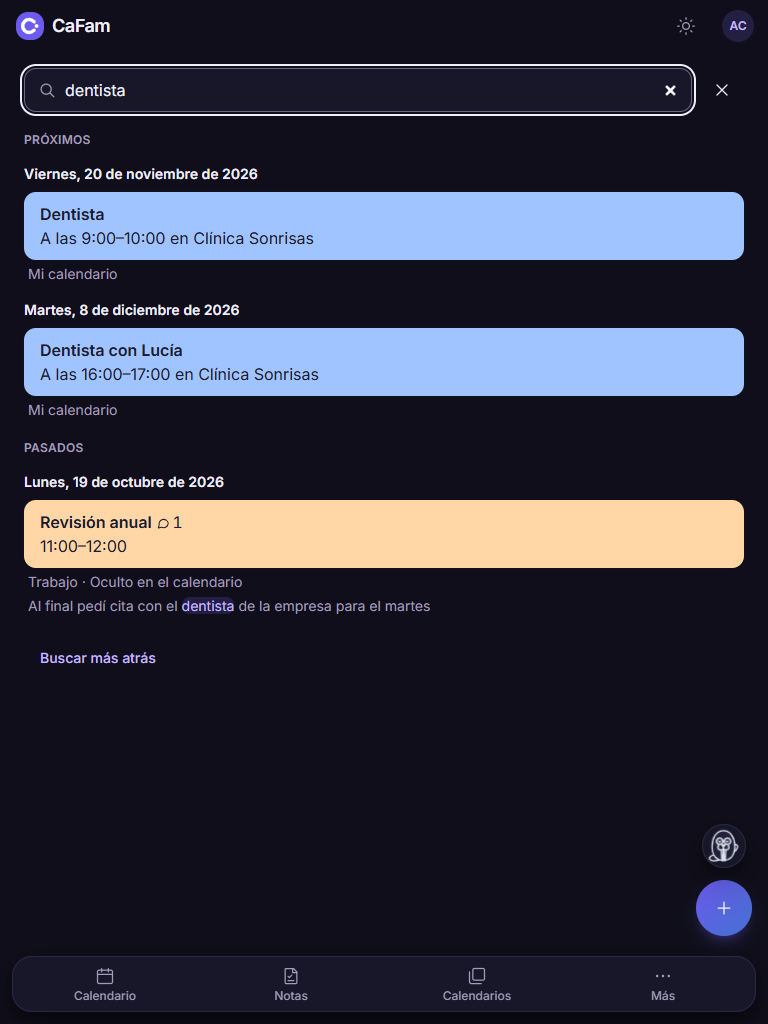 CaFam
AC
dentista
PRÓXIMOS
Viernes, 20 de noviembre de 2026
Dentista
A las 9:00–10:00 en Clínica Sonrisas
Mi calendario
Martes, 8 de diciembre de 2026
Dentista con Lucía
A las 16:00–17:00 en Clínica Sonrisas
Mi calendario
PASADOS
Lunes, 19 de octubre de 2026
Revisión anual 1
11:00–12:00
Trabajo · Oculto en el calendario
Al final pedí cita con el dentista de la empresa para el martes
Buscar más atrás
Calendario
Notas
Calendarios
Más